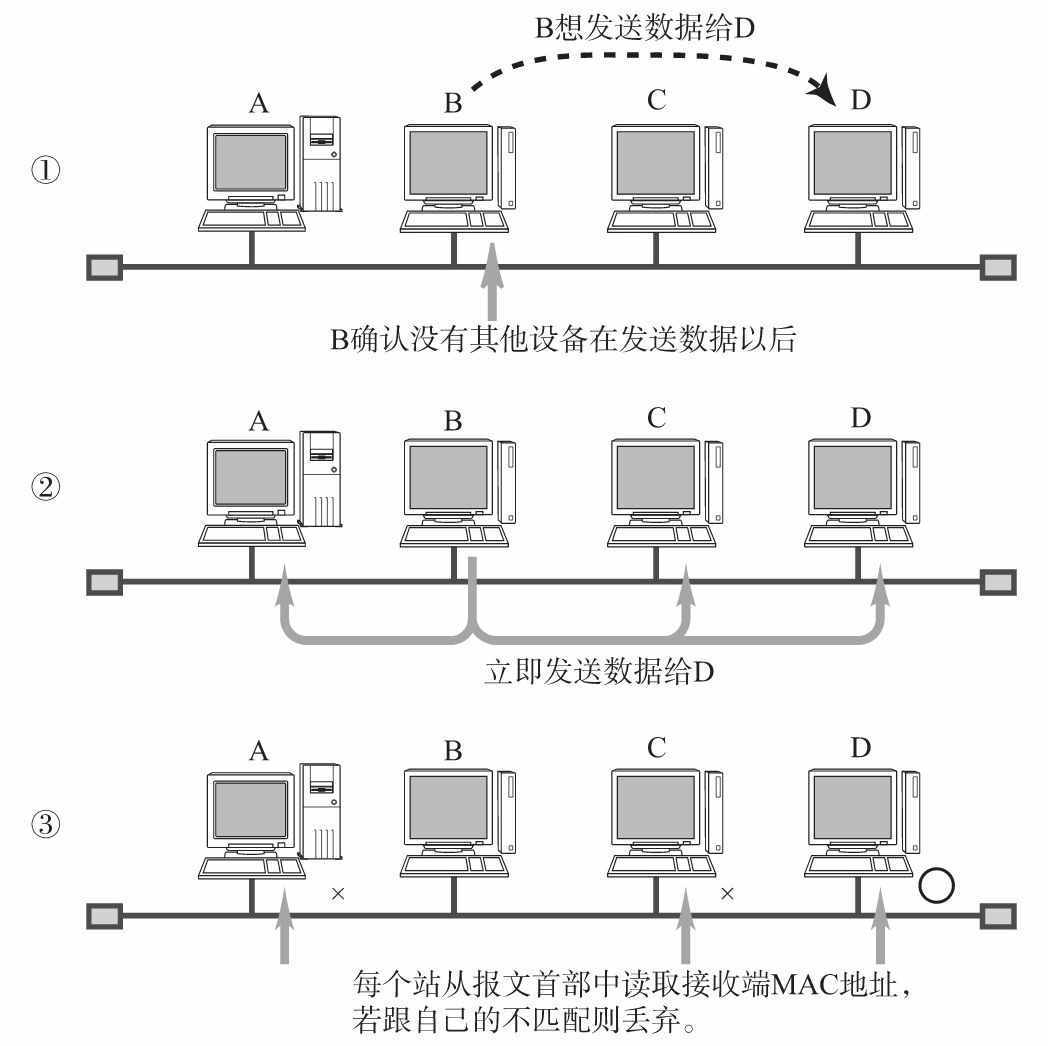 B想发送数据给D
A B C D
①
B确认没有其他设备在发送数据以后
A B C D
②
立即发送数据给D
A B C D
③
× ×
每个站从报文首部中读取接收端MAC地址，
若跟自己的不匹配则丢弃。